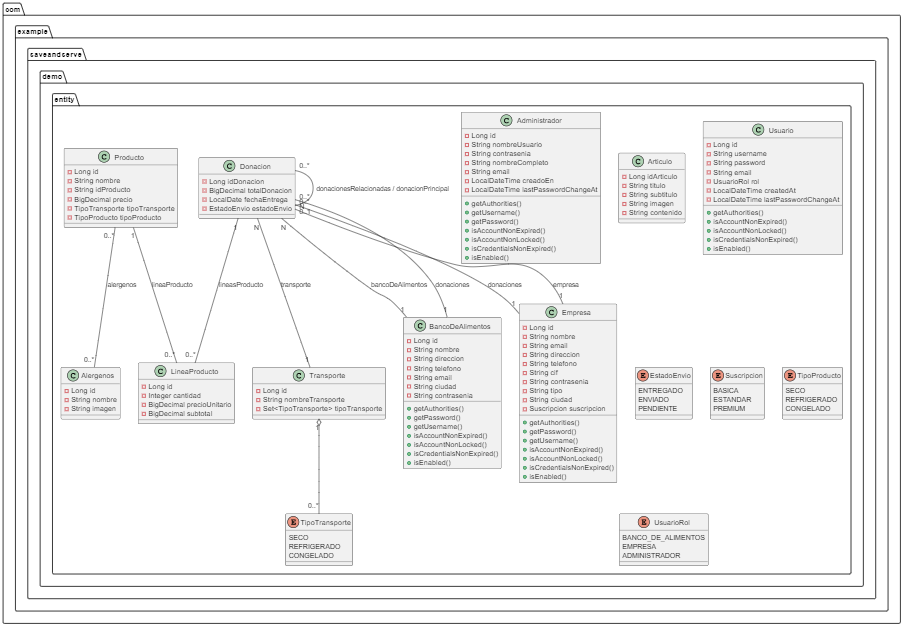 com
example
saveandserve
demo
entity
Producto
Long id
String nombre
String idProducto
BigDecimal precio
TipoTransporte tipoTransporte
TipoProducto tipoProducto
Donacion
Long idDonacion
BigDecimal totalDonacion
LocalDate fechaEntrega
EstadoEnvio estadoEnvio
0..*
donacionesRelacionadas / donacionPrincipal
0..1
Administrador
Long id
String nombreUsuario
String contrasenia
String nombreCompleto
String email
LocalDateTime creadoEn
LocalDateTime lastPasswordChangeAt
getAuthorities()
getUsername()
getPassword()
isAccountNonExpired()
isAccountNonLocked()
isCredentialsNonExpired()
isEnabled()
Articulo
Long idArticulo
String titulo
String subtitulo
String imagen
String contenido
Usuario
Long id
String username
String password
String email
UsuarioRol rol
LocalDateTime createdAt
LocalDateTime lastPasswordChangeAt
getAuthorities()
isAccountNonExpired()
isAccountNonLocked()
isCredentialsNonExpired()
isEnabled()
0..*
1
1
N
N
alergenos
lineaProducto
lineasProducto
transporte
bancoDeAlimentos
donaciones
donaciones
empresa
0..*
0..*
0..*
1
1
1
1
1
Alergenos
Long id
String nombre
String imagen
LineaProducto
Long id
Integer cantidad
BigDecimal precioUnitario
BigDecimal subtotal
Transporte
Long id
String nombreTransporte
Set<TipoTransporte> tipoTransporte
BancoDeAlimentos
Long id
String nombre
String direccion
String telefono
String email
String ciudad
String contrasenia
getAuthorities()
getPassword()
getUsername()
isAccountNonExpired()
isAccountNonLocked()
isCredentialsNonExpired()
isEnabled()
Empresa
Long id
String nombre
String email
String direccion
String telefono
String cif
String contrasenia
String tipo
String ciudad
Suscripcion suscripcion
getAuthorities()
getPassword()
getUsername()
isAccountNonExpired()
isAccountNonLocked()
isCredentialsNonExpired()
isEnabled()
EstadoEnvio
ENTREGADO
ENVIADO
PENDIENTE
Suscripcion
BASICA
ESTANDAR
PREMIUM
TipoProducto
SECO
REFRIGERADO
CONGELADO
1
0..*
TipoTransporte
SECO
REFRIGERADO
CONGELADO
UsuarioRol
BANCO_DE_ALIMENTOS
EMPRESA
ADMINISTRADOR